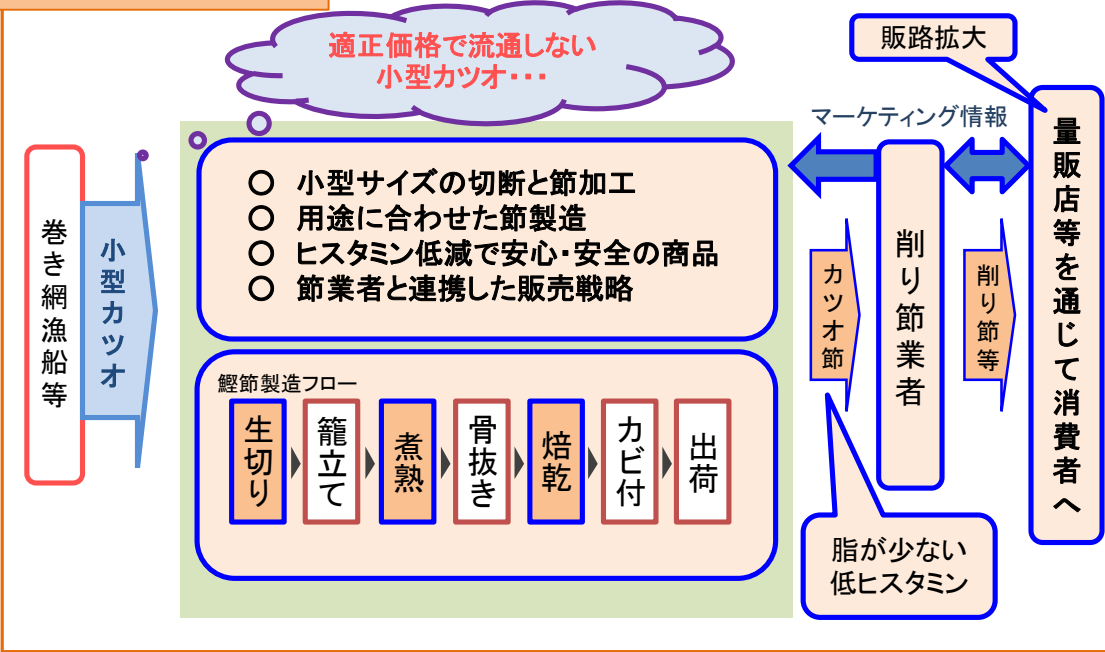 適正価格で流通しない
小型カツオ・・・
販路拡大
マーケティング情報
巻き網漁船等
小型カツオ
〇 小型サイズの切断と節加工
〇 用途に合わせた節製造
〇 ヒスタミン低減で安心・安全の商品
〇 節業者と連携した販売戦略
鰹節製造フロー
生切り
籠立て
煮熟
骨抜き
焙乾
カビ付
出荷
カツオ節
削り節業者
削り節等
量販店等を通じて消費者へ
脂が少ない
低ヒスタミン